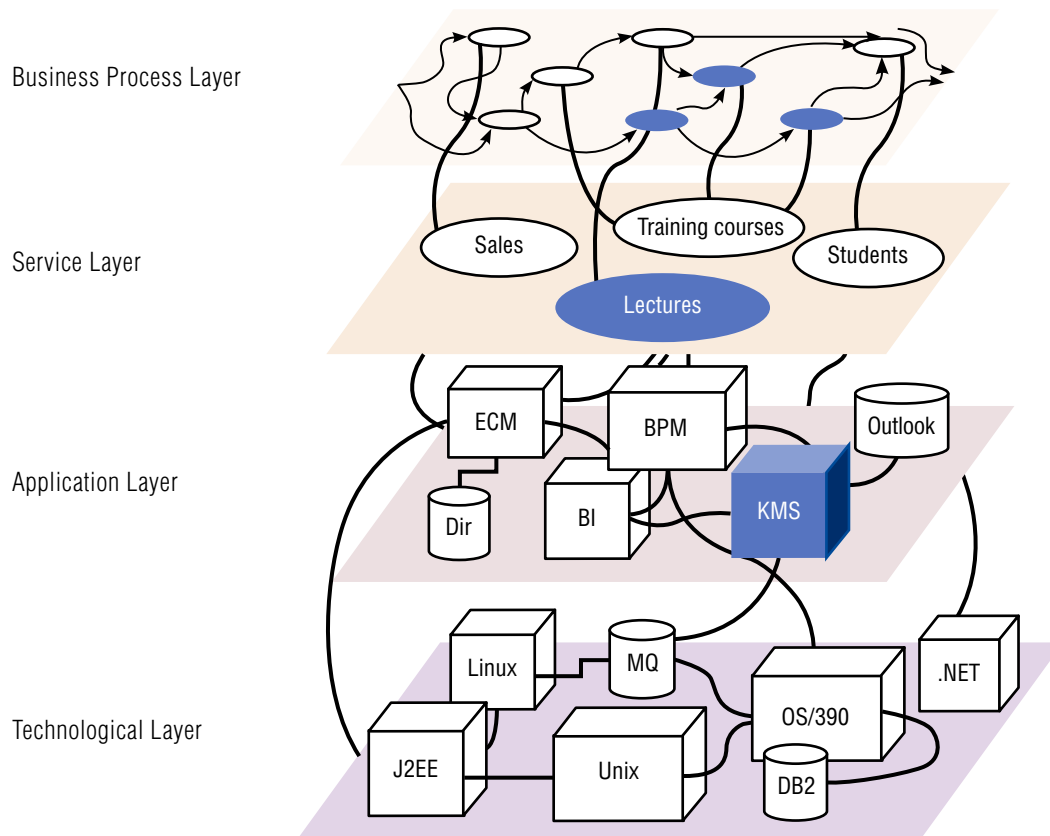 Business Process Layer
Service Layer
Sales
Training courses
Students
Lectures
Application Layer
ECM
BPM
Outlook
Dir
BI
KMS
Technological Layer
Linux
MQ
.NET
OS/390
J2EE
Unix
DB2